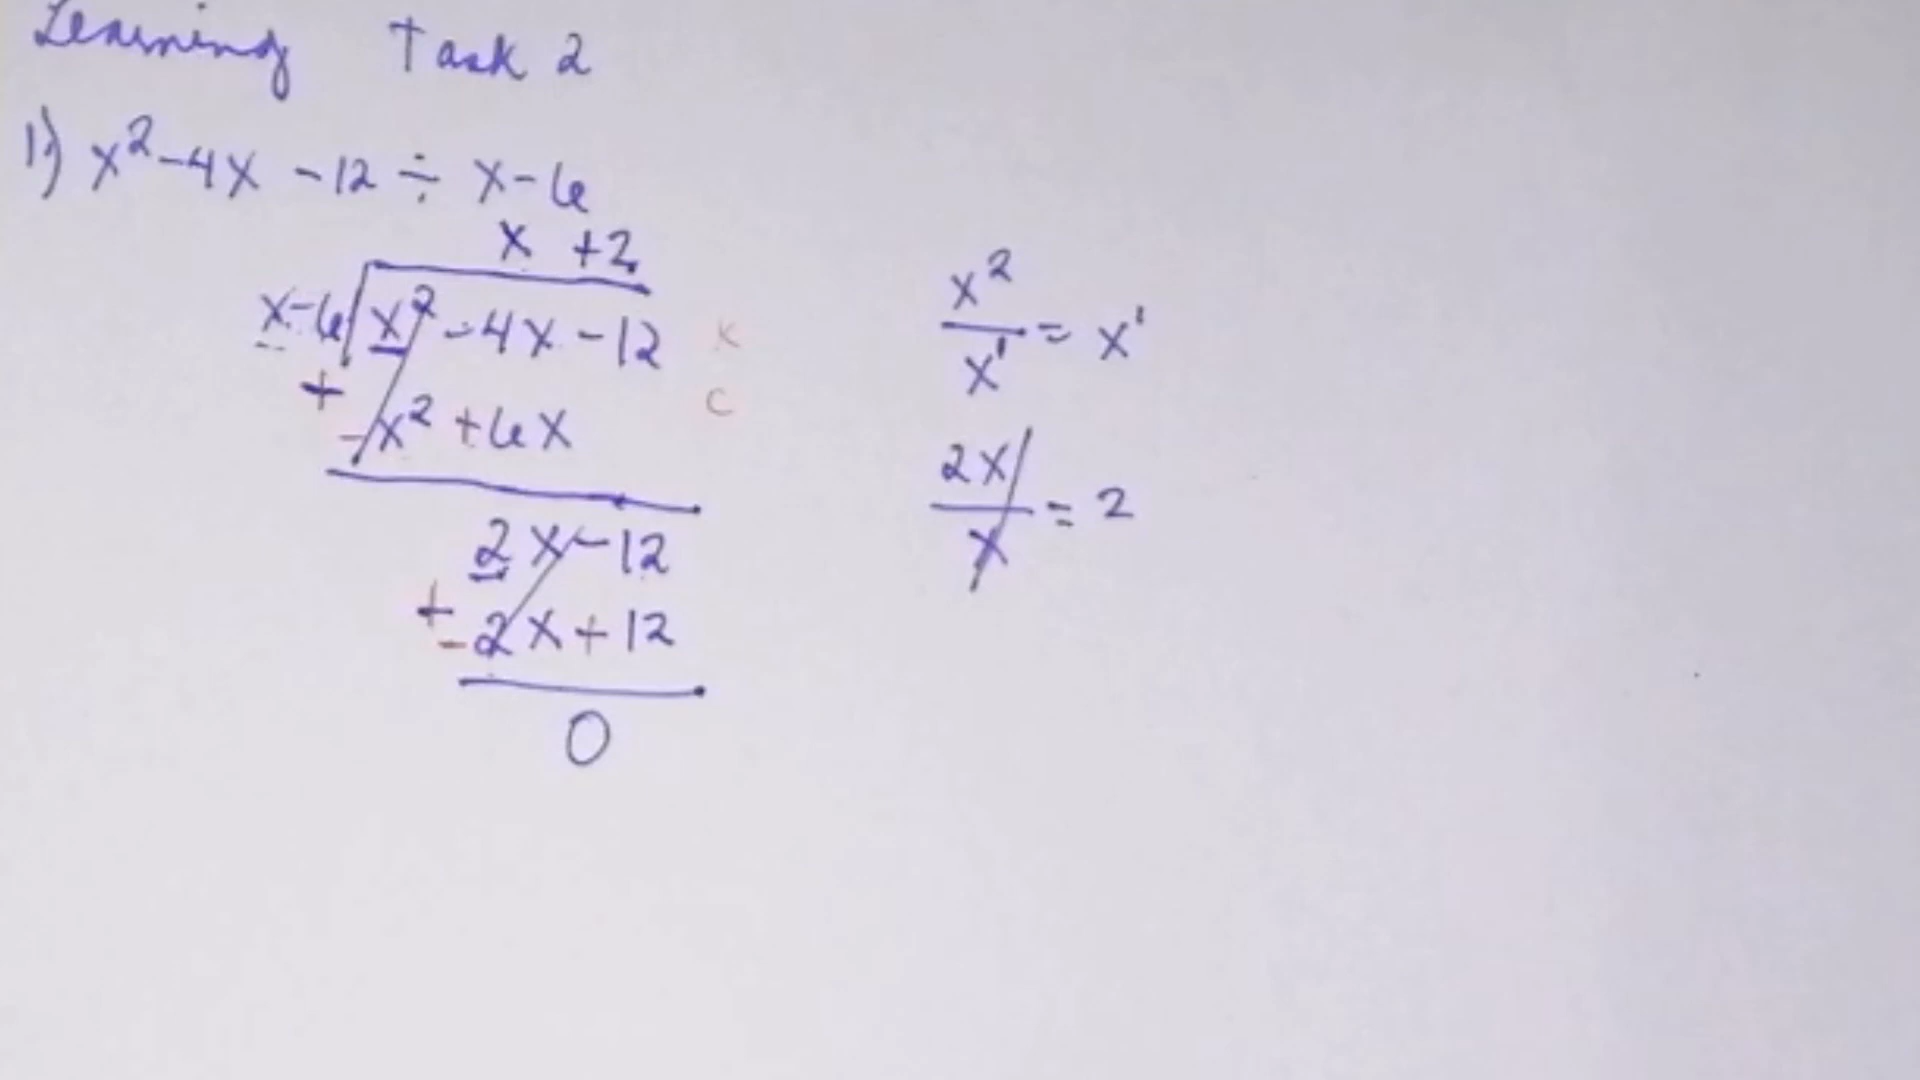 Learning Task 2
1) x² - 4x - 12 ÷ x - 6
x + 2
x - 6 x² - 4x - 12 K
+ C
- x² + 6x
2x - 12
+
- 2x + 12
0
x²
x¹ = x¹
2x
x = 2